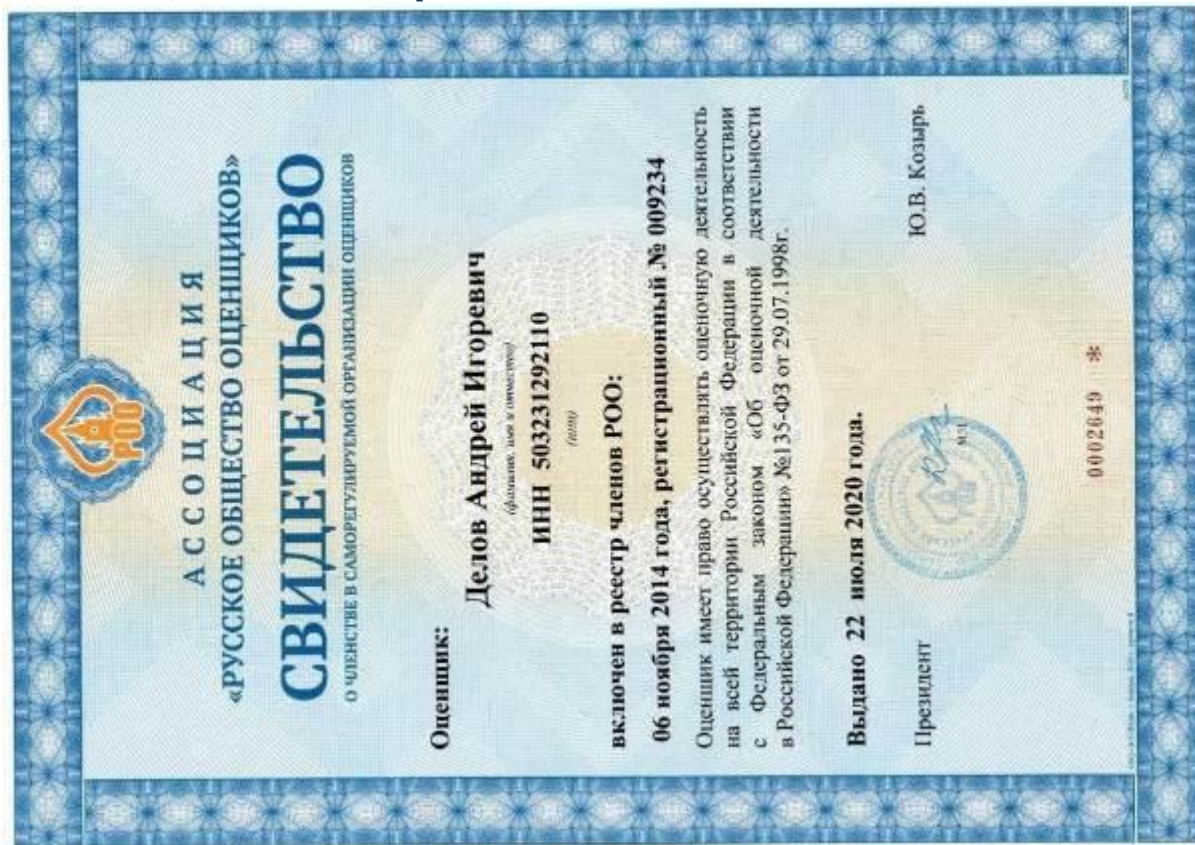 РОО
АССОЦИАЦИЯ
«РУССКОЕ ОБЩЕСТВО ОЦЕНЩИКОВ»
СВИДЕТЕЛЬСТВО
О ЧЛЕНСТВЕ В САМОРЕГУЛИРУЕМОЙ ОРГАНИЗАЦИИ ОЦЕНЩИКОВ
Оценщик:
Делов Андрей Игоревич
(фамилия, имя и отчество)
ИНН 503231292110
(инн)
включен в реестр членов РОО:
06 ноября 2014 года, регистрационный № 009234
Оценщик имеет право осуществлять оценочную деятельность
на всей территории Российской Федерации в соответствии
с Федеральным законом «Об оценочной деятельности
в Российской Федерации» №135-ФЗ от 29.07.1998г.
Выдано 22 июля 2020 года.
Президент Ю.В. Козырь
М.П.
0002649 *